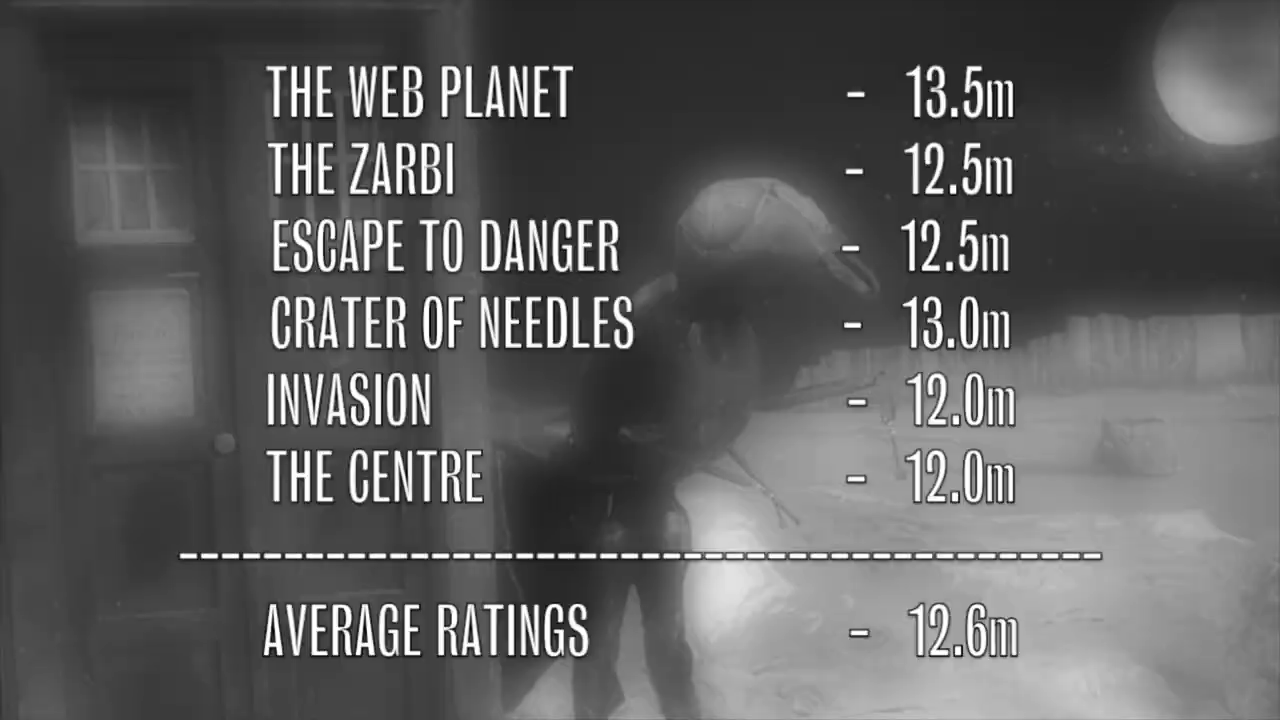 THE WEB PLANET - 13.5m
THE ZARBI - 12.5m
ESCAPE TO DANGER - 12.5m
CRATER OF NEEDLES - 13.0m
INVASION - 12.0m
THE CENTRE - 12.0m
--------------------------------------------
AVERAGE RATINGS - 12.6m